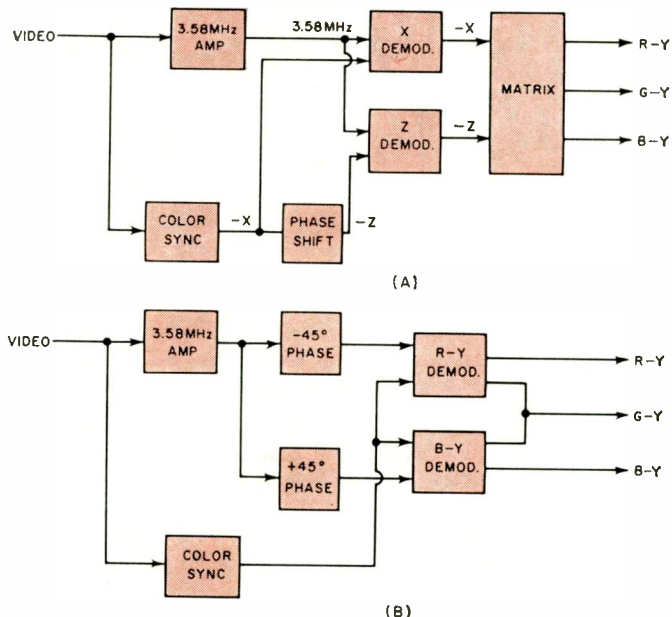 VIDEO
3.58MHz
AMP
3.58MHz
X
DEMOD.
-X
MATRIX
R-Y
G-Y
B-Y
Z
DEMOD.
-Z
COLOR
SYNC
-X
PHASE
SHIFT
-Z
(A)
VIDEO
3.58MHz
AMP
-45°
PHASE
R-Y
DEMOD.
R-Y
G-Y
+45°
PHASE
B-Y
DEMOD.
B-Y
COLOR
SYNC
(B)